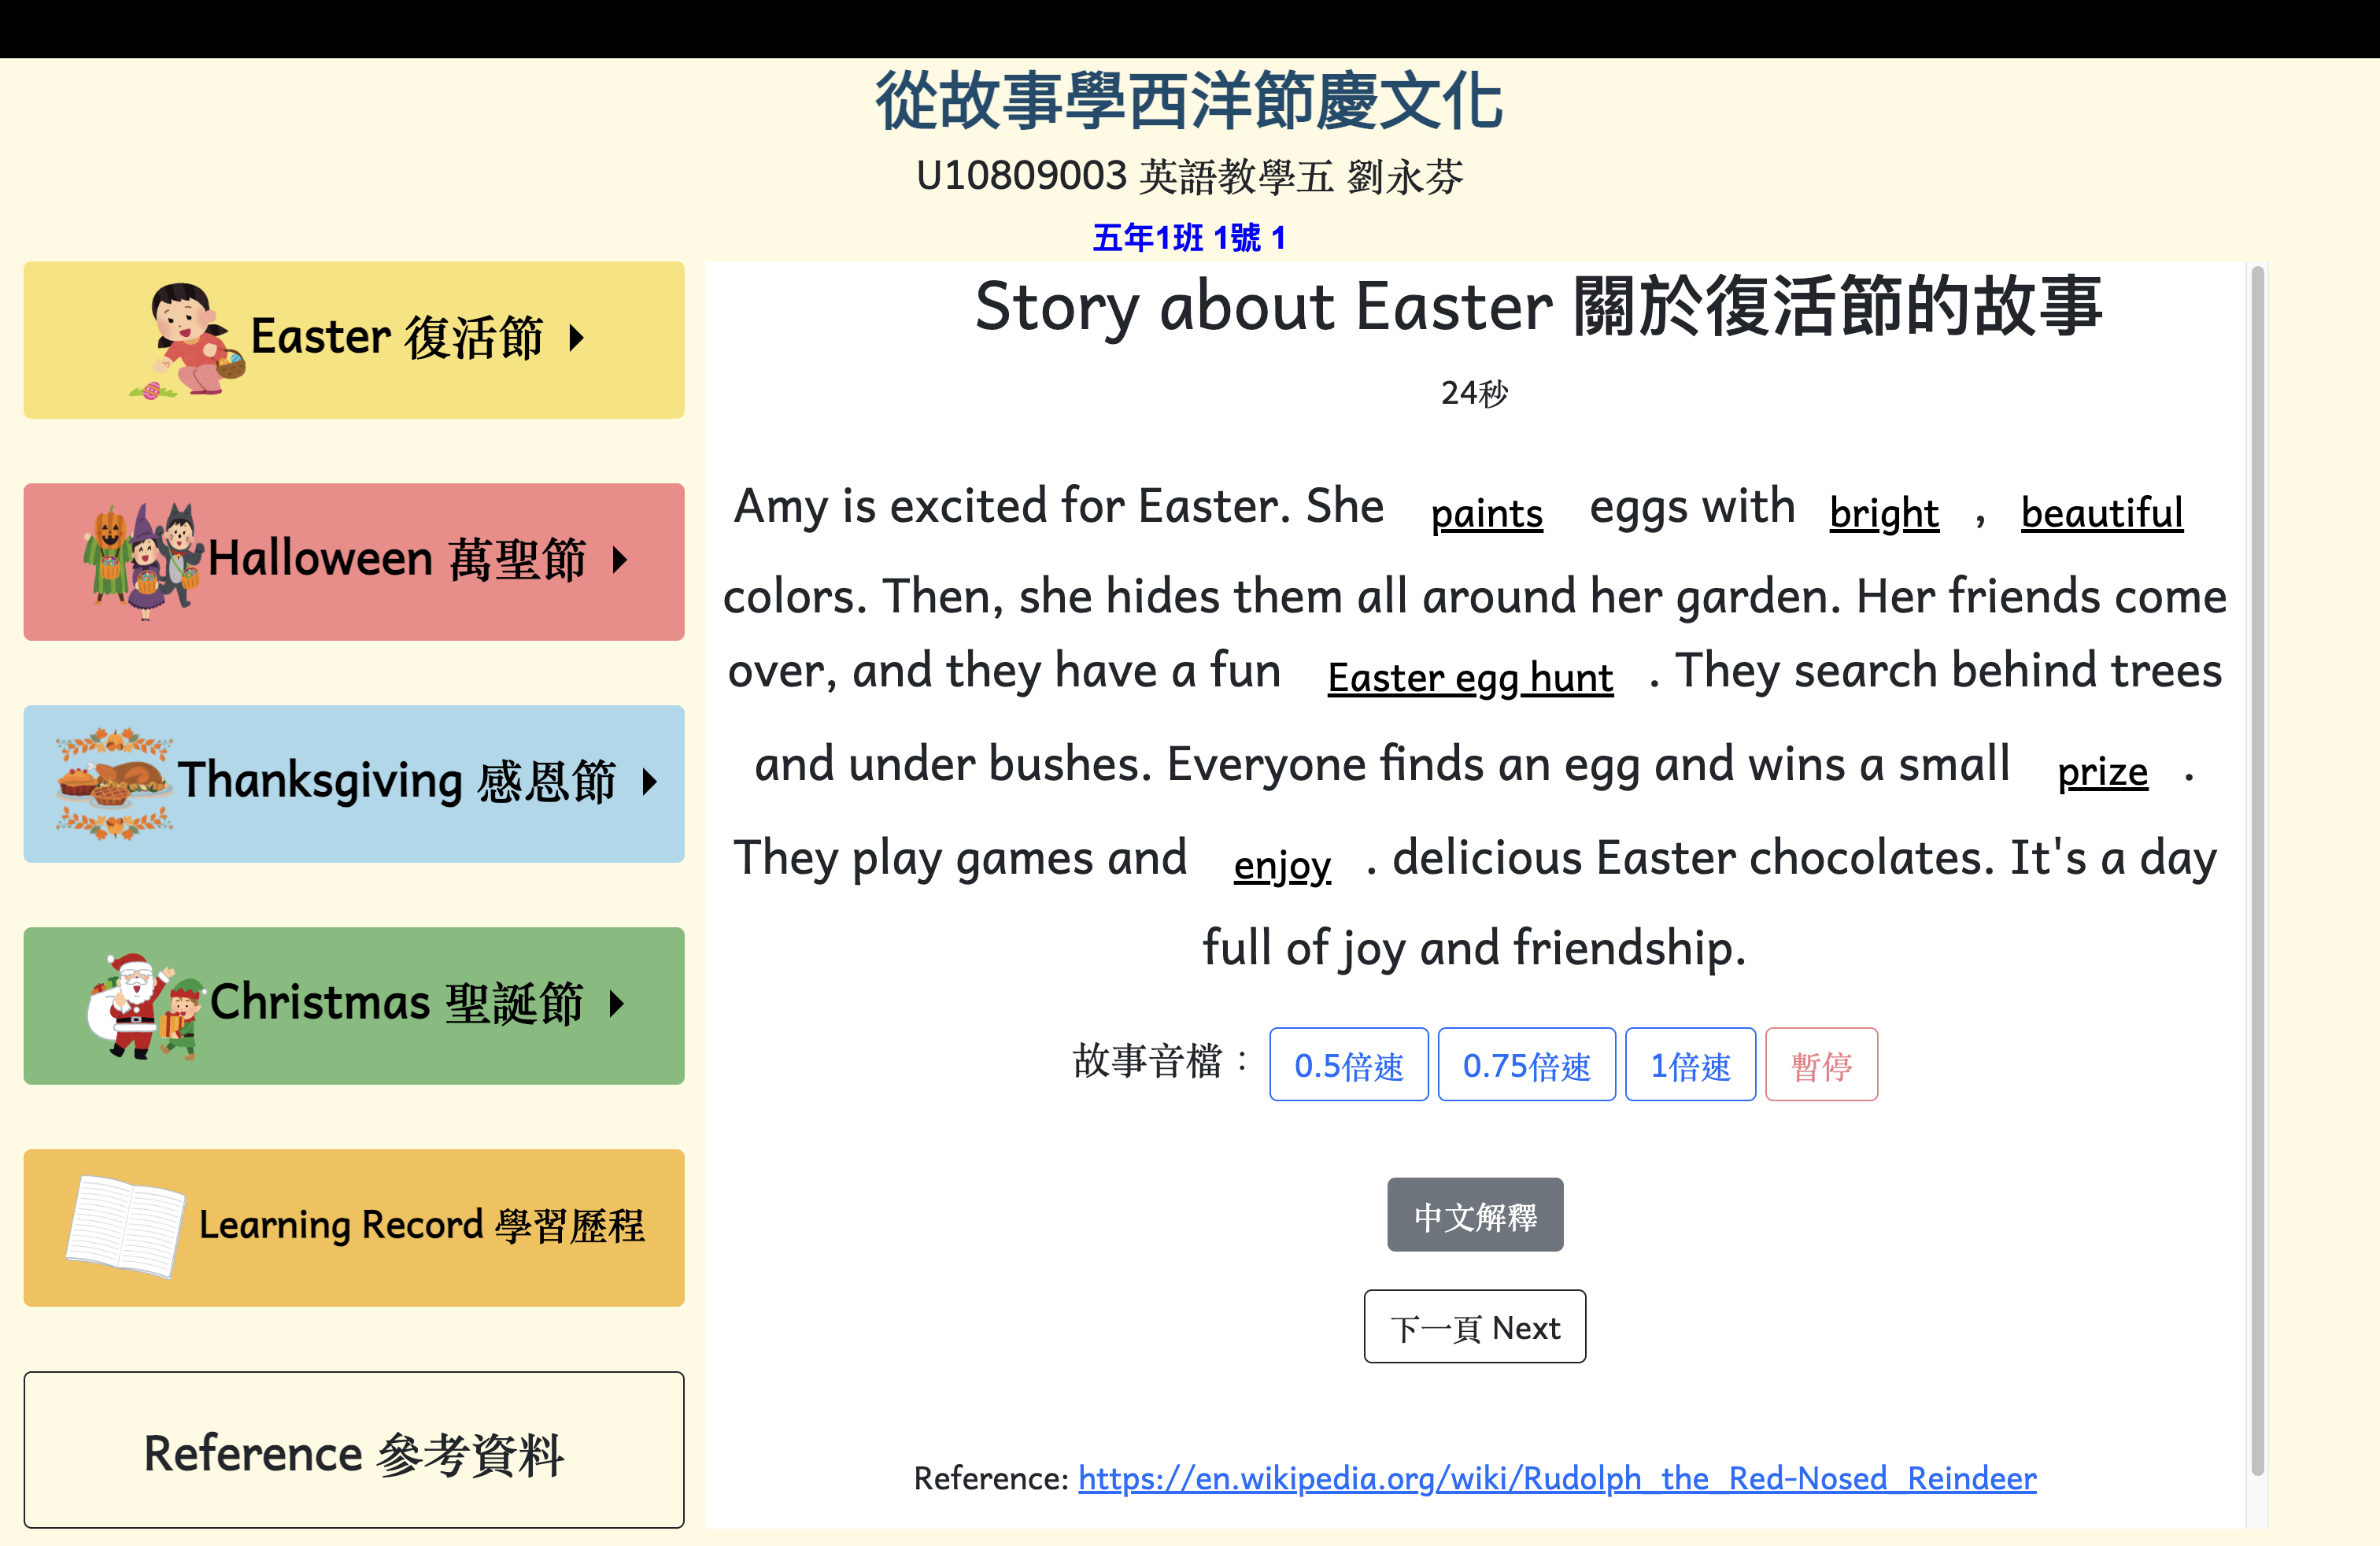 從故事學西洋節慶文化
U10809003 英語教學五 劉永芬
五年1班 1號 1
Easter 復活節
Halloween 萬聖節
Thanksgiving 感恩節
Christmas 聖誕節
Learning Record 學習歷程
Reference 參考資料
Story about Easter 關於復活節的故事
24秒
Amy is excited for Easter. She paints eggs with bright , beautiful
colors. Then, she hides them all around her garden. Her friends come
over, and they have a fun Easter egg hunt . They search behind trees
and under bushes. Everyone finds an egg and wins a small prize .
They play games and enjoy . delicious Easter chocolates. It's a day
full of joy and friendship.
故事音檔： 0.5倍速 0.75倍速 1倍速 暫停
中文解釋
下一頁 Next
Reference: https://en.wikipedia.org/wiki/Rudolph_the_Red-Nosed_Reindeer